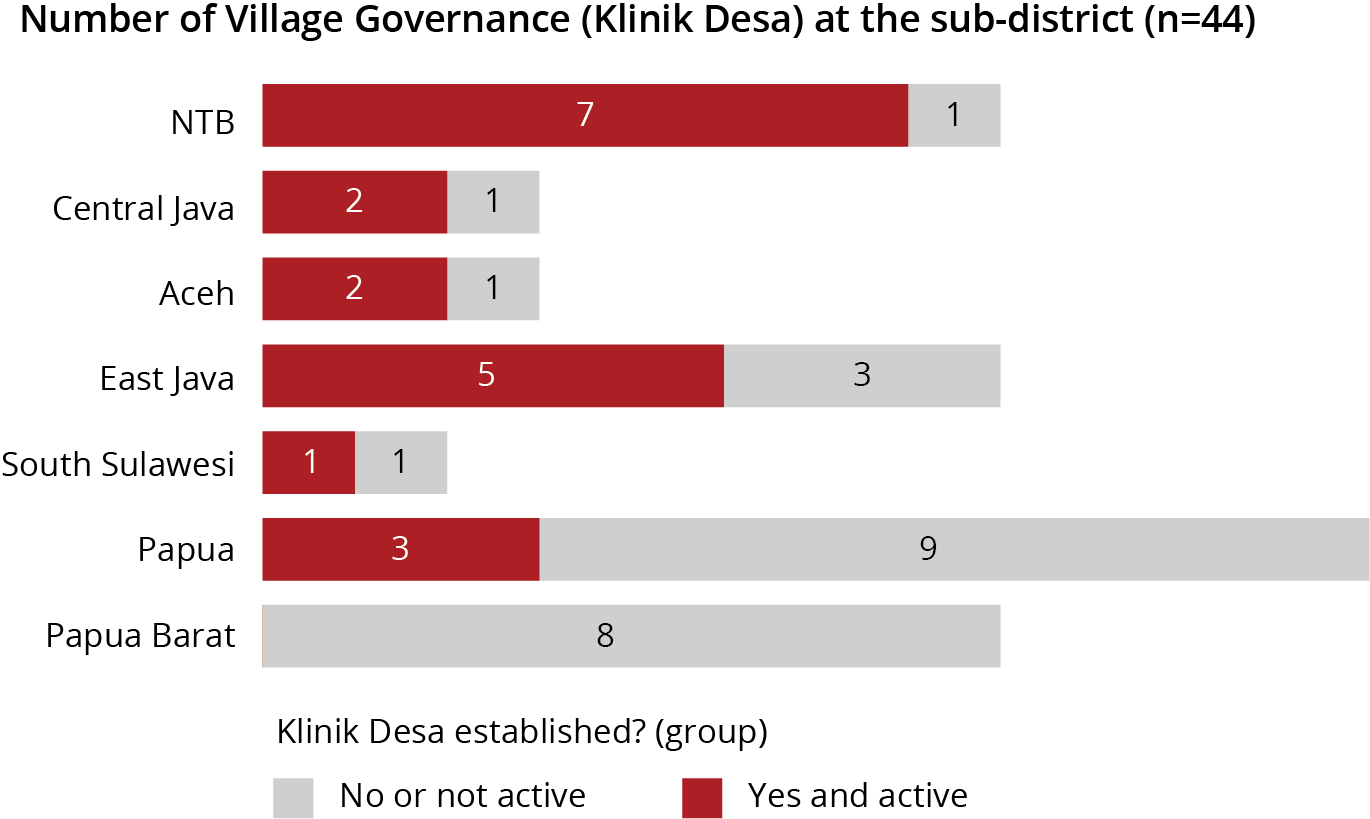 Number of Village Governance (Klinik Desa) at the sub-district (n=44)
NTB 7 1
Central Java 2 1
Aceh 2 1
East Java 5 3
South Sulawesi 1 1
Papua 3 9
Papua Barat 8
Klinik Desa established? (group)
No or not active Yes and active